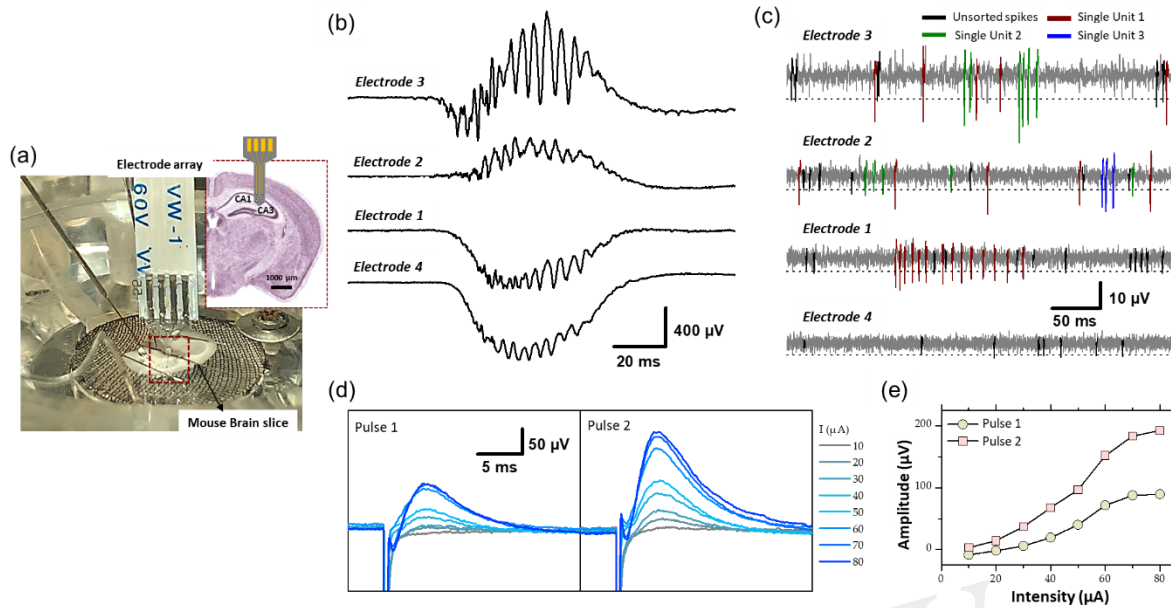 (a)
Electrode array
VW-1
60V
CA1
CA3
1000 μm
Mouse Brain slice
(b)
Electrode 3
Electrode 2
Electrode 1
Electrode 4
400 μV
20 ms
(c)
Unsorted spikes
Single Unit 1
Single Unit 2
Single Unit 3
Electrode 3
Electrode 2
Electrode 1
Electrode 4
10 μV
50 ms
(d)
Pulse 1
50 μV
5 ms
Pulse 2
I (μA)
10
20
30
40
50
60
70
80
(e)
Pulse 1
Pulse 2
Amplitude (μV)
200
100
0
20
40
60
80
Intensity (μA)